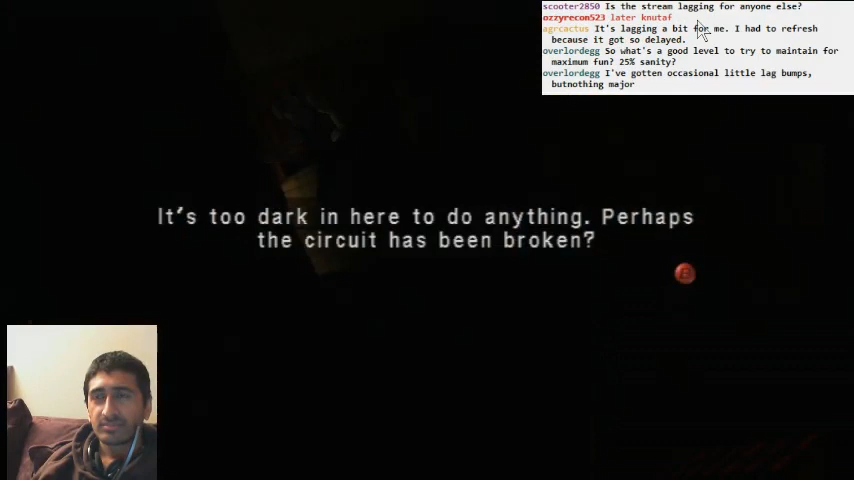 scooter2850 Is the stream lagging for anyone else?
ozzyrecon523 later knutaf
agrcactus It's lagging a bit for me. I had to refresh
because it got so delayed.
overlordegg So what's a good level to try to maintain for
maximum fun? 25% sanity?
overlordegg I've gotten occasional little lag bumps,
butnothing major
It's too dark in here to do anything. Perhaps
the circuit has been broken?
B